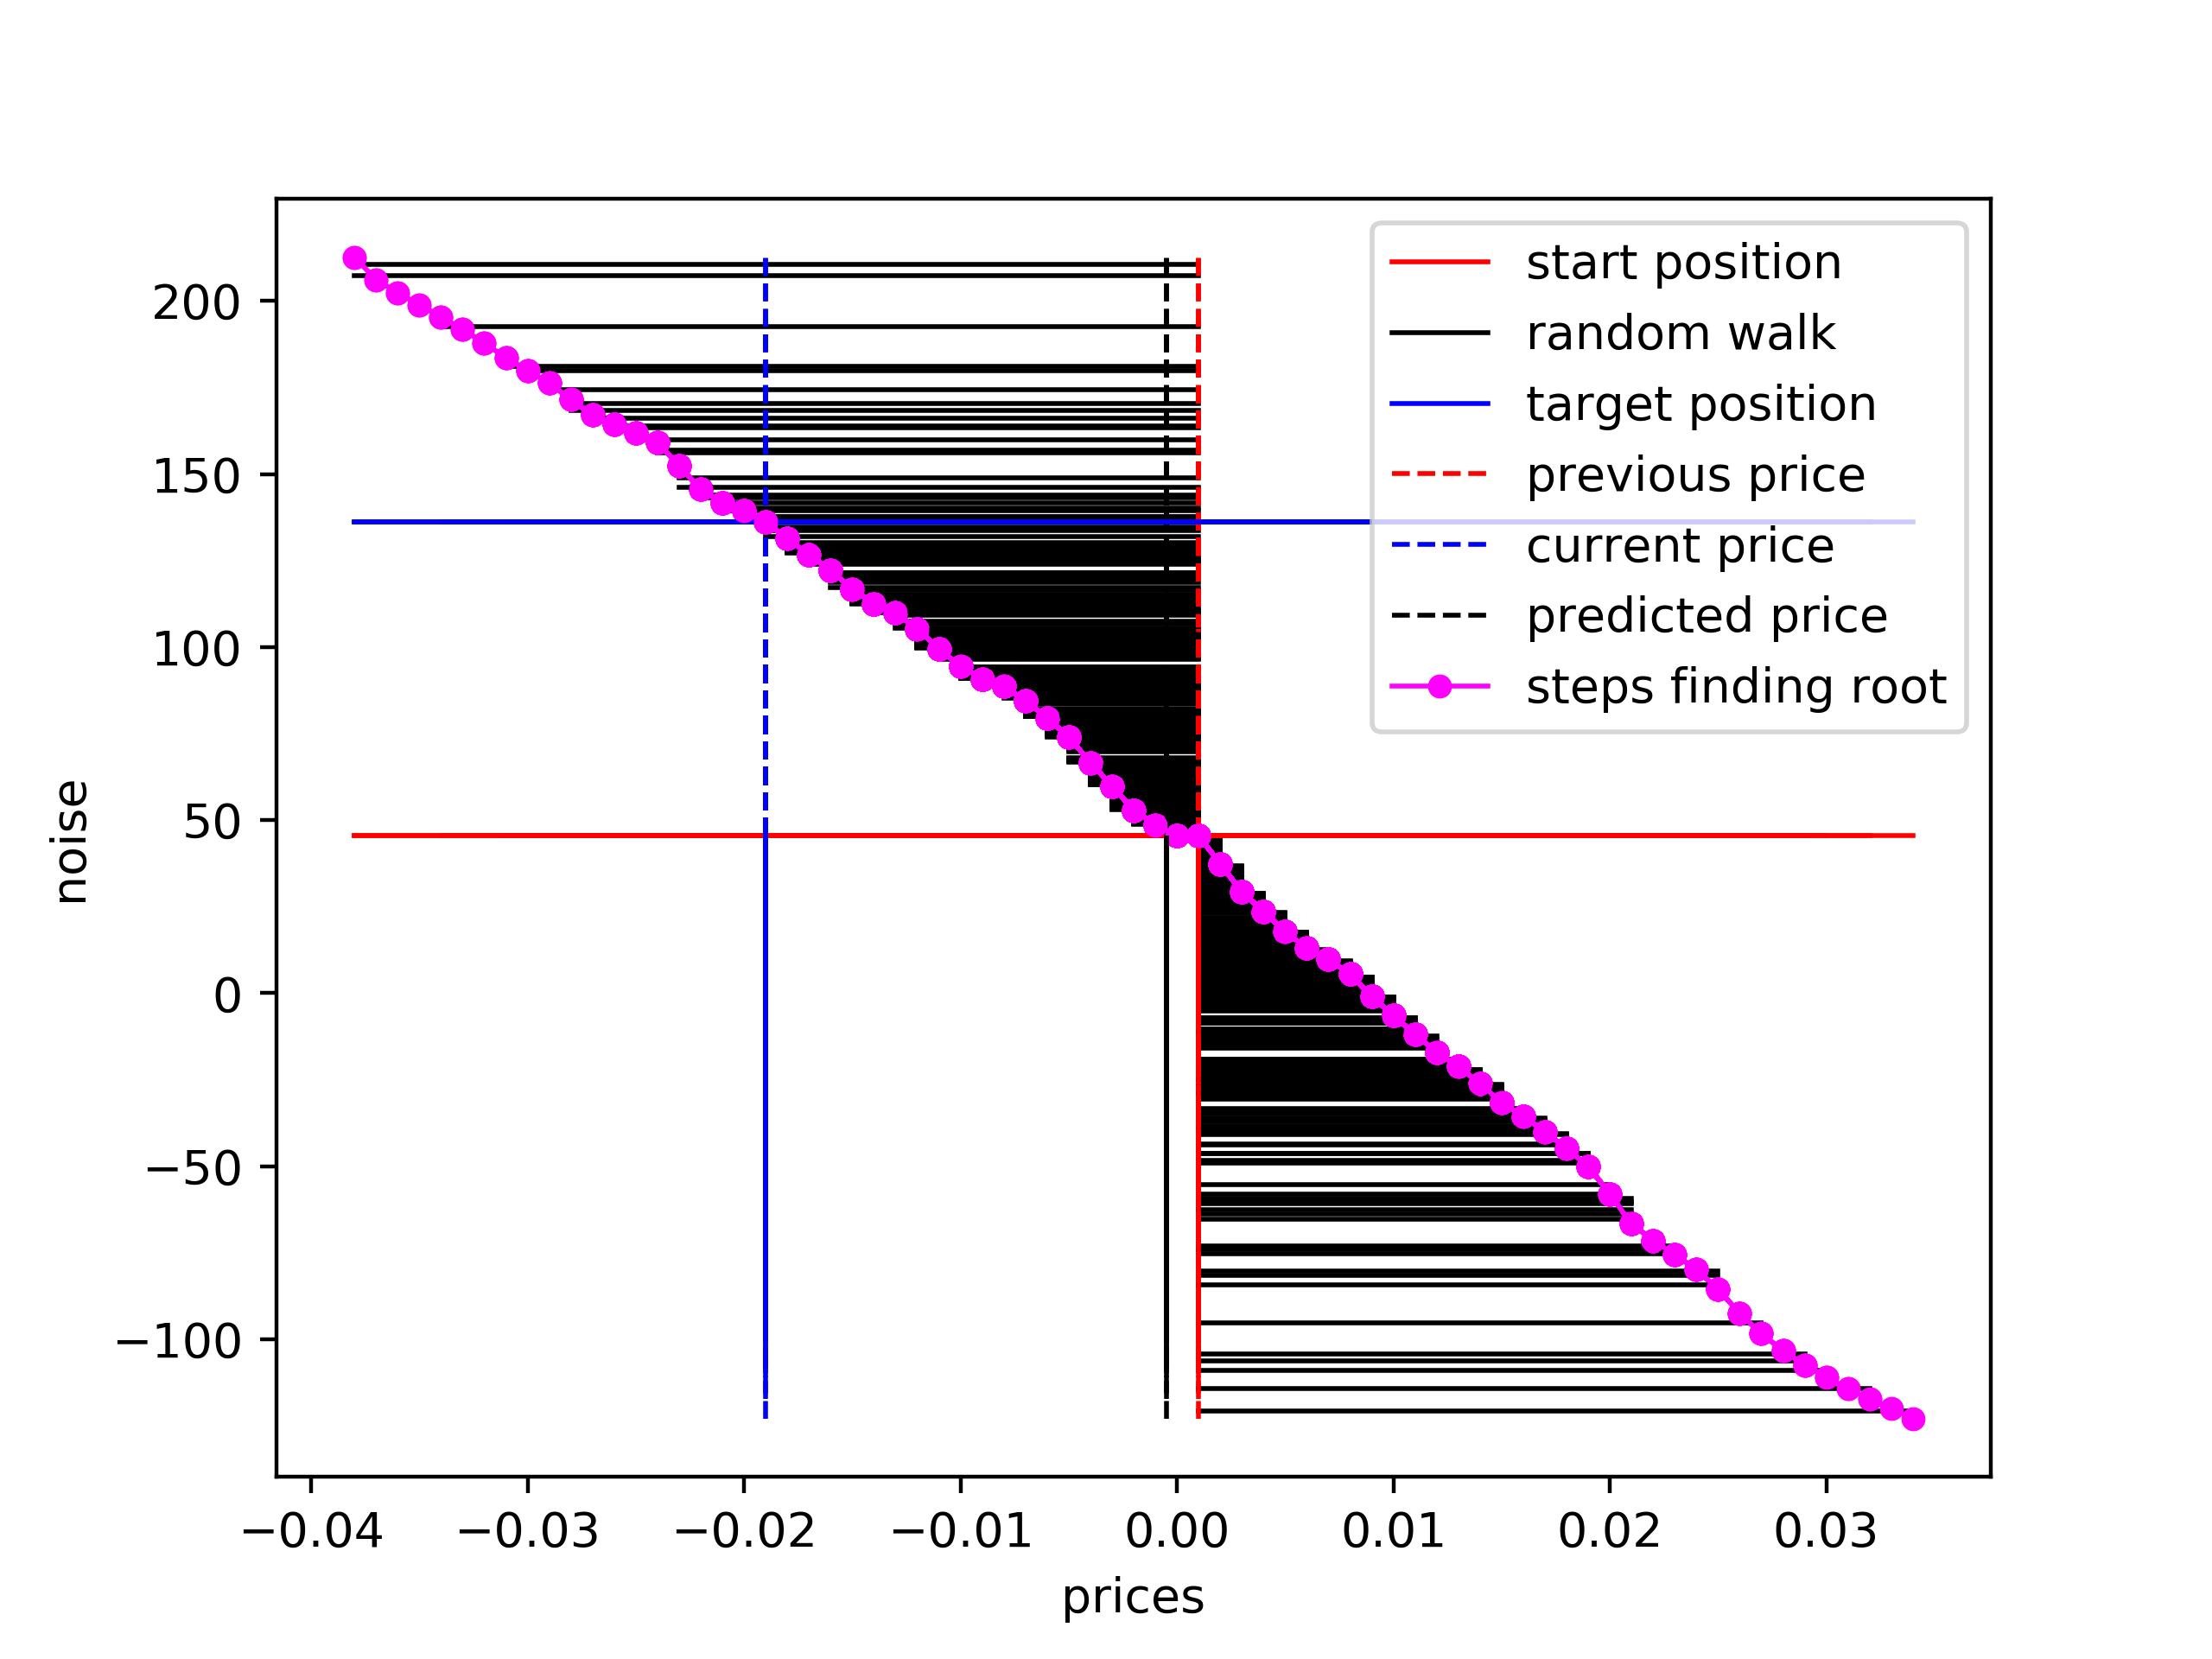 start position
random walk
target position
previous price
current price
predicted price
steps finding root
200
150
100
50
0
−50
−100
noise
−0.04 −0.03 −0.02 −0.01 0.00 0.01 0.02 0.03
prices